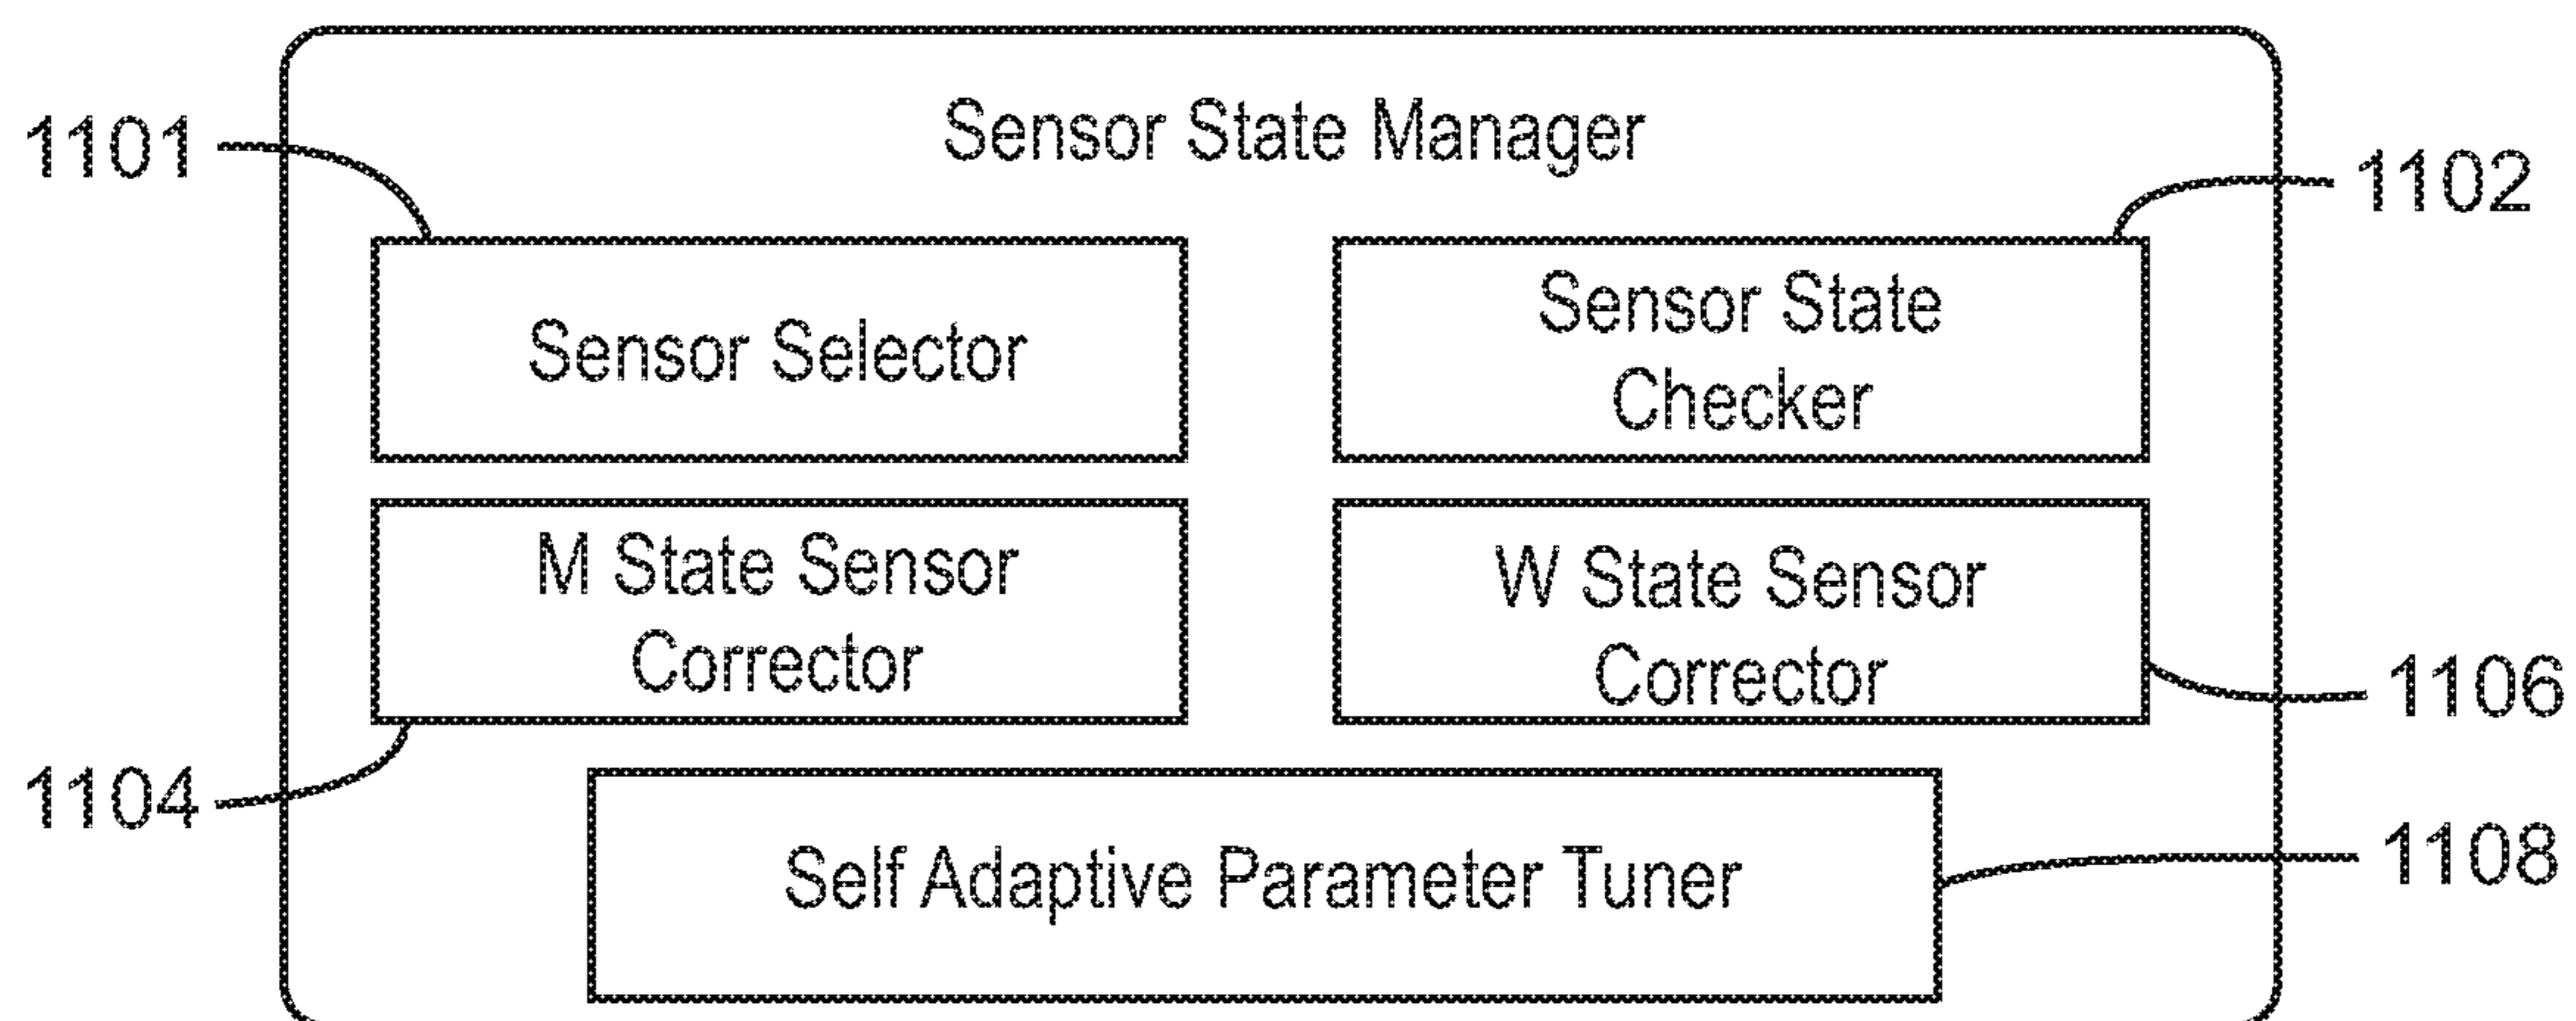 Sensor State Manager
1101
1102
Sensor Selector
Sensor State
Checker
M State Sensor
Corrector
W State Sensor
Corrector
1106
1104
Self Adaptive Parameter Tuner
1108